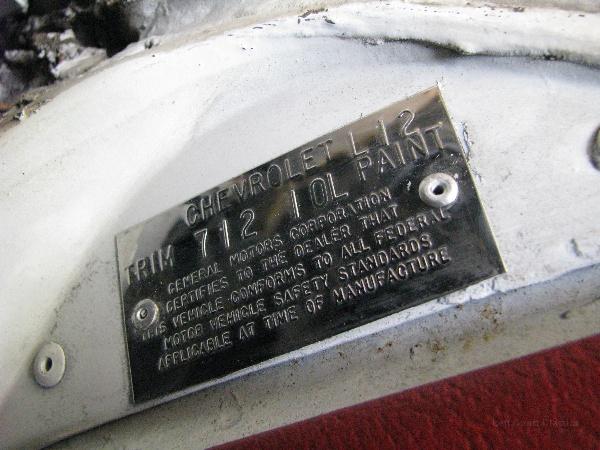 CHEVROLET L12
TRIM 712 10L PAINT
GENERAL MOTORS CORPORATION
CERTIFIES TO THE DEALER THAT
THIS VEHICLE CONFORMS TO ALL FEDERAL
MOTOR VEHICLE SAFETY STANDARDS
APPLICABLE AT TIME OF MANUFACTURE